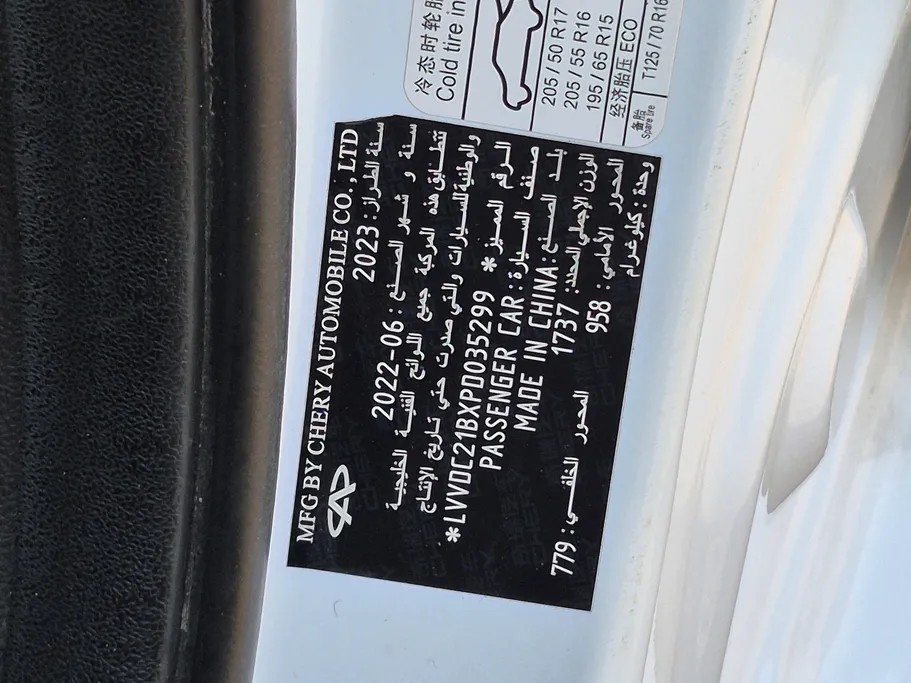 冷态时轮胎
Cold tire in
205/50 R17
205/55 R16
195/65 R15
经济胎压 ECO
备胎
Spare tire
T125/70 R16
MFG BY CHERY AUTOMOBILE CO., LTD
سنة الطراز: 2023
سنة و شهر الصنع: 2022-06
تتطابق هذه المركبة جميع اللوائح الفنية الخليجية
والوطنية للسيارات والتي صدرت حتي تاريخ الإنتاج
الرقم المميز: *LVVDC21BXPD035299*
صنف السيارة: PASSENGER CAR
بلد الصنع: MADE IN CHINA
الوزن الإجمالي المحدد: 1737
المحور الأمامي: 958 المحور الخلفي: 779
وحدة: كيلوغرام